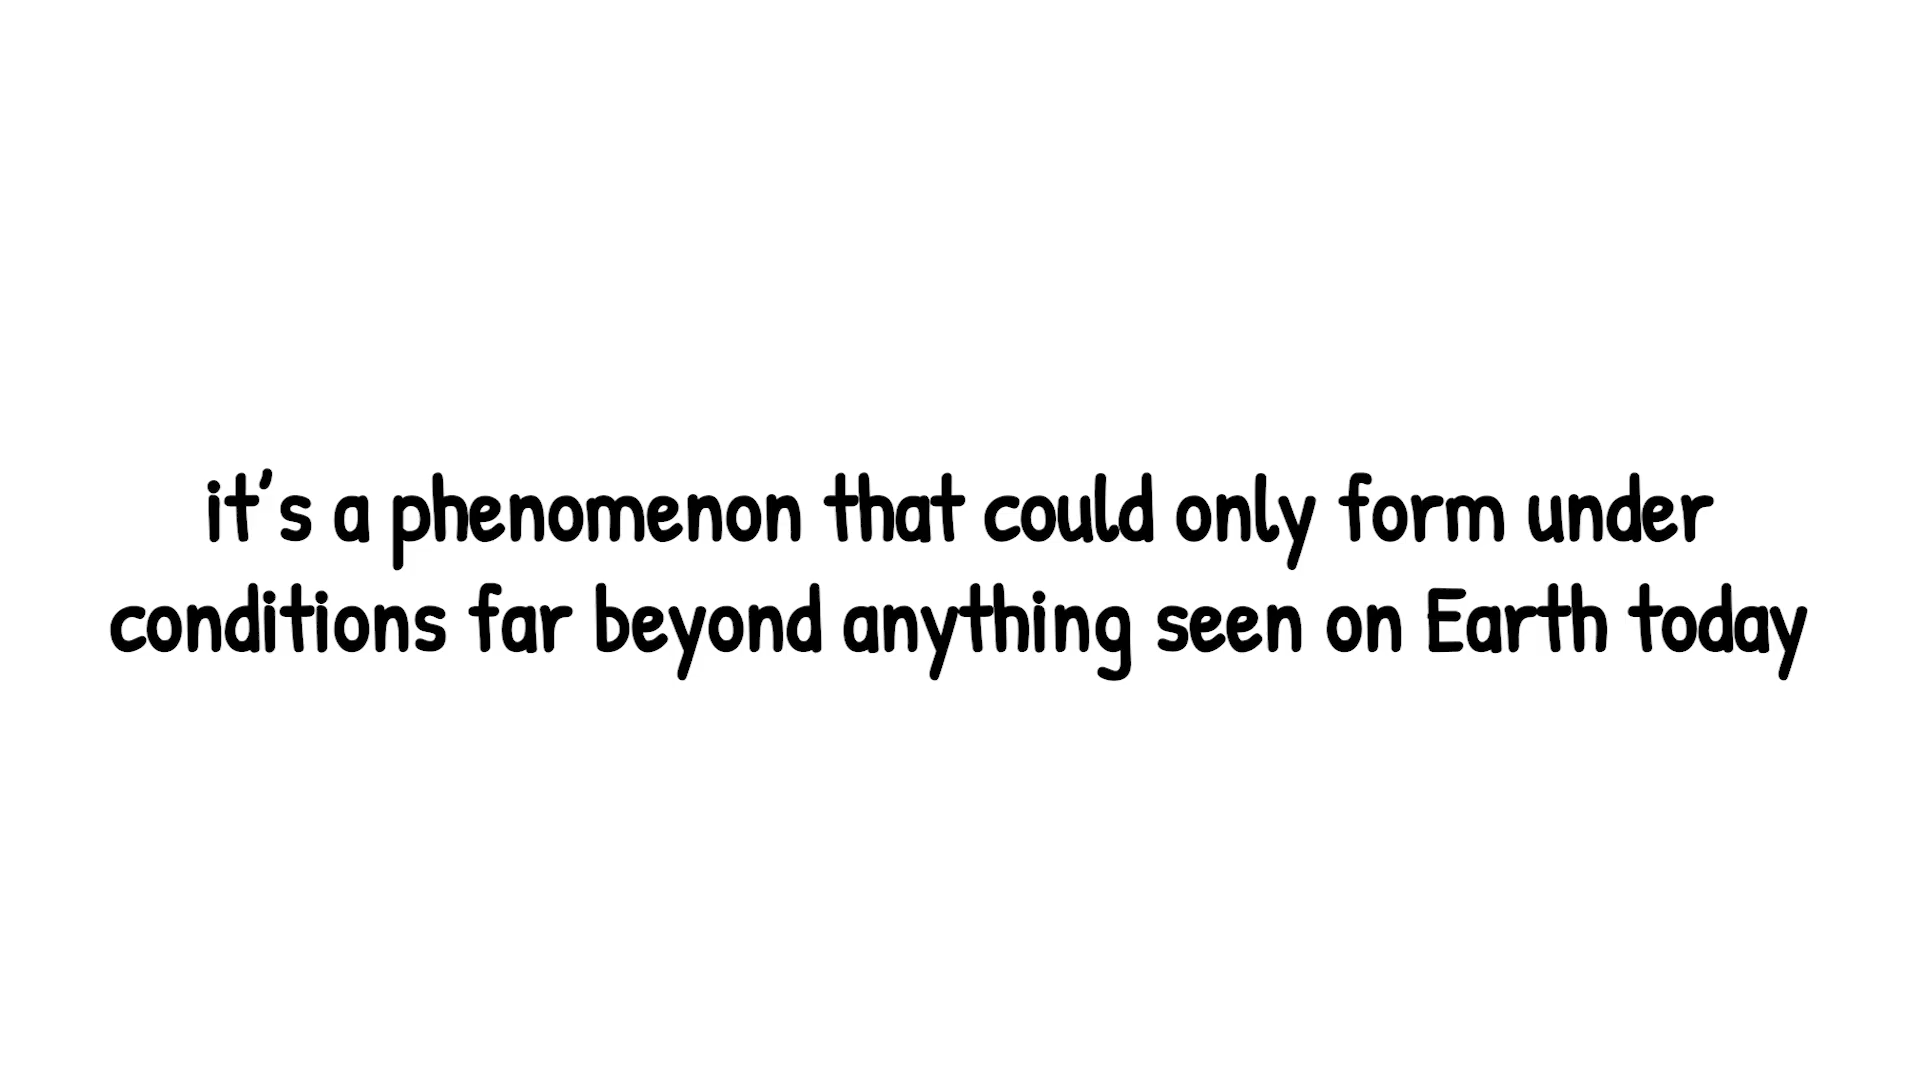 it's a phenomenon that could only form under
conditions far beyond anything seen on Earth today